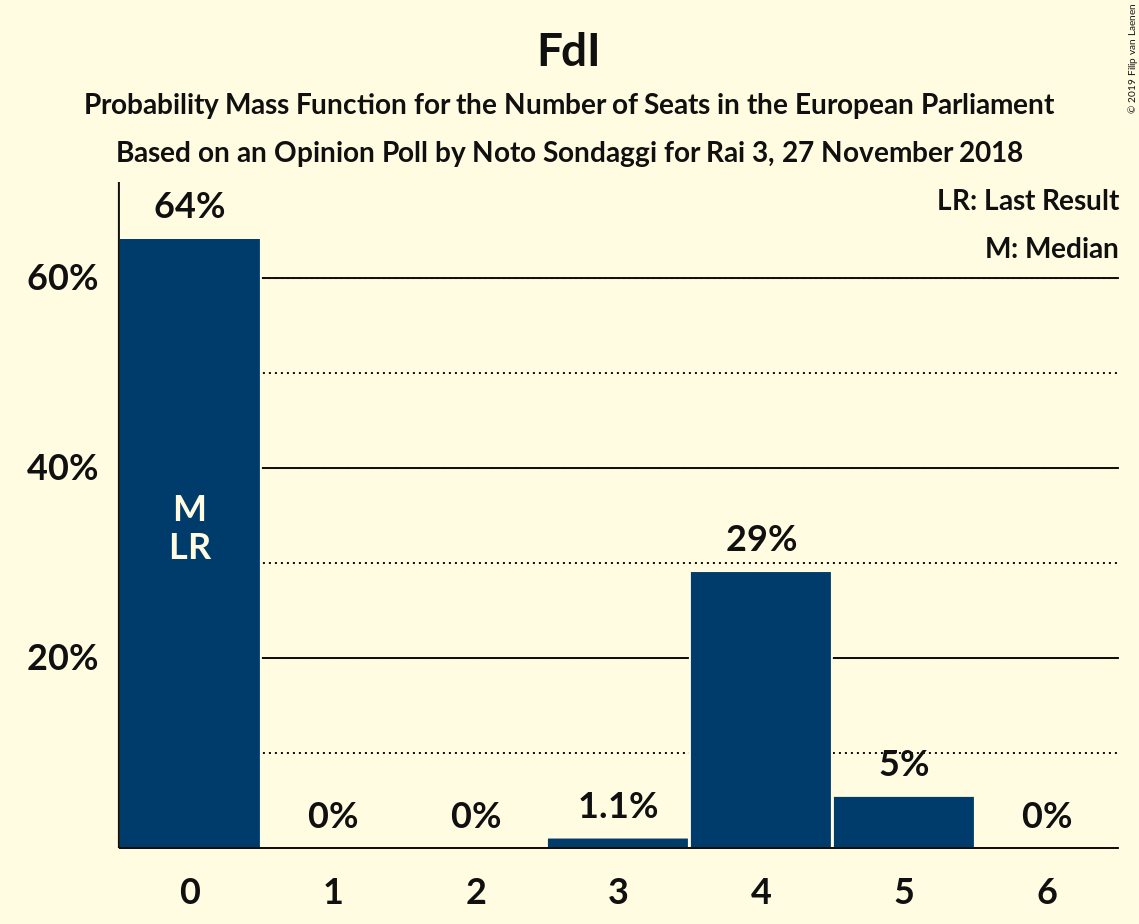 FdI
Probability Mass Function for the Number of Seats in the European Parliament
Based on an Opinion Poll by Noto Sondaggi for Rai 3, 27 November 2018
© 2019 Filip van Laenen
LR: Last Result
M: Median
64%
60%
40%
20%
M
LR
0%
0%
1.1%
29%
5%
0%
0 1 2 3 4 5 6